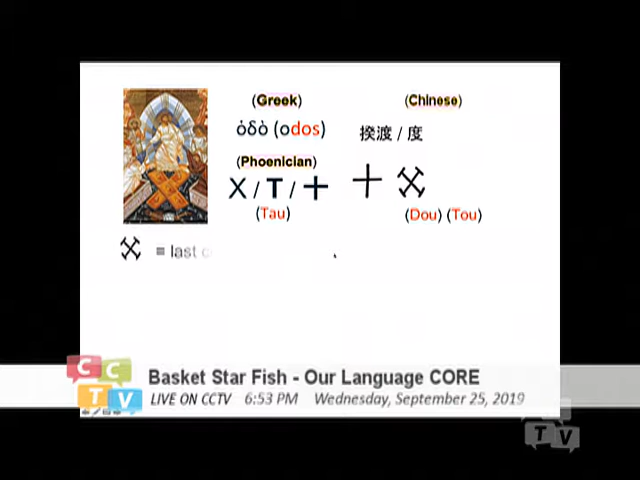 (Greek)
(Chinese)
ὁδὸ (odos)
揆渡 / 度
(Phoenician)
X / T / +
(Tau)
(Dou) (Tou)
= last
CCTV
Basket Star Fish - Our Language CORE
LIVE ON CCTV 6:53 PM Wednesday, September 25, 2019
TV